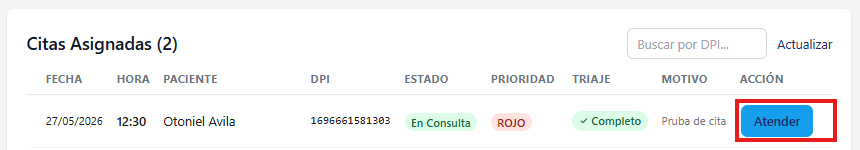 Citas Asignadas (2)
Buscar por DPI... Actualizar
FECHA HORA PACIENTE DPI ESTADO PRIORIDAD TRIAJE MOTIVO ACCIÓN
27/05/2026 12:30 Otoniel Avila 1696661581303 En Consulta ROJO ✓ Completo Pruba de cita Atender